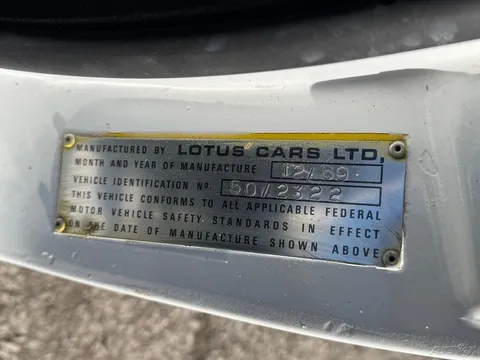 MANUFACTURED BY LOTUS CARS LTD,
MONTH AND YEAR OF MANUFACTURE 12/69.
VEHICLE IDENTIFICATION No. 50/2322
THIS VEHICLE CONFORMS TO ALL APPLICABLE FEDERAL
MOTOR VEHICLE SAFETY STANDARDS IN EFFECT
ON THE DATE OF MANUFACTURE SHOWN ABOVE